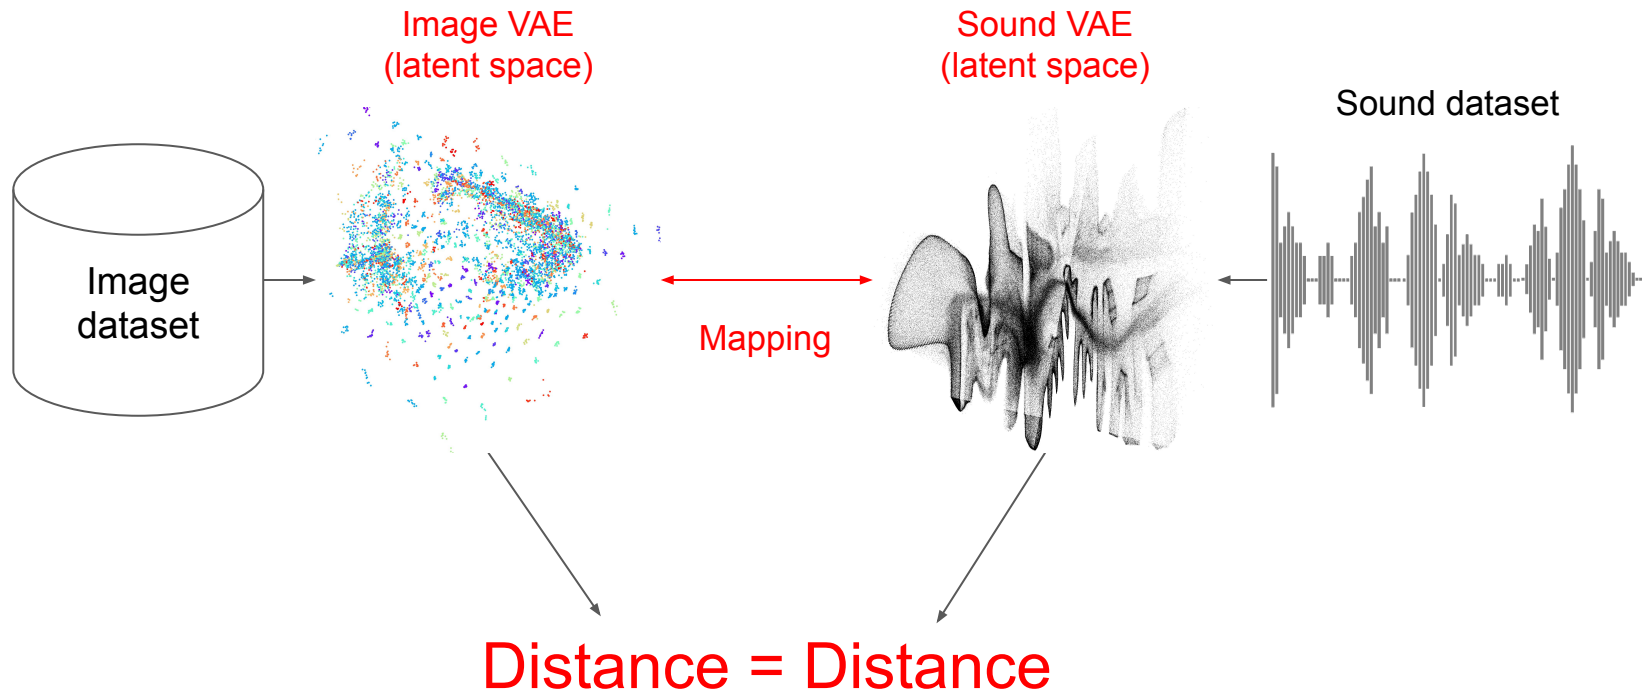 Image VAE
(latent space)
Sound VAE
(latent space)
Sound dataset
Image
dataset
Mapping
Distance = Distance